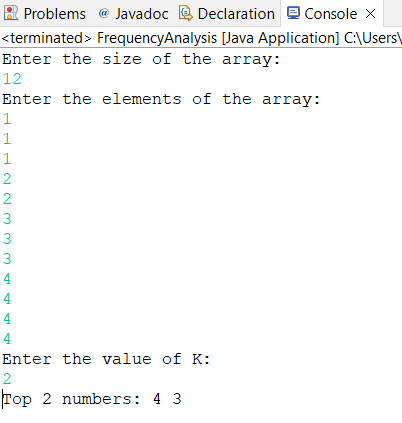 Problems @ Javadoc Declaration Console
<terminated> FrequencyAnalysis [Java Application] C:\Users\
Enter the size of the array:
12
Enter the elements of the array:
1
1
1
2
2
3
3
3
4
4
4
4
Enter the value of K:
2
Top 2 numbers: 4 3